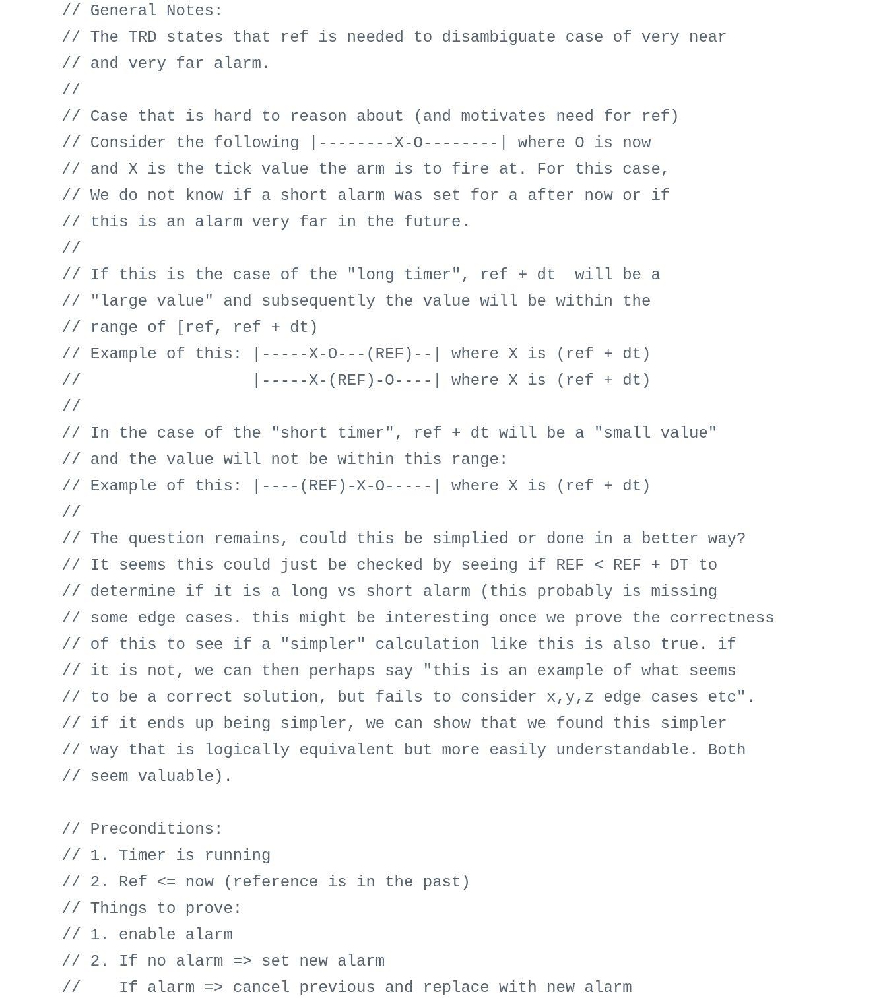 // General Notes:
// The TRD states that ref is needed to disambiguate case of very near
// and very far alarm.
//
// Case that is hard to reason about (and motivates need for ref)
// Consider the following |--------X-O--------| where O is now
// and X is the tick value the arm is to fire at. For this case,
// We do not know if a short alarm was set for a after now or if
// this is an alarm very far in the future.
//
// If this is the case of the "long timer", ref + dt  will be a
// "large value" and subsequently the value will be within the
// range of [ref, ref + dt)
// Example of this: |-----X-O---(REF)--| where X is (ref + dt)
//                  |-----X-(REF)-O----| where X is (ref + dt)
//
// In the case of the "short timer", ref + dt will be a "small value"
// and the value will not be within this range:
// Example of this: |----(REF)-X-O-----| where X is (ref + dt)
//
// The question remains, could this be simplied or done in a better way?
// It seems this could just be checked by seeing if REF < REF + DT to
// determine if it is a long vs short alarm (this probably is missing
// some edge cases. this might be interesting once we prove the correctness
// of this to see if a "simpler" calculation like this is also true. if
// it is not, we can then perhaps say "this is an example of what seems
// to be a correct solution, but fails to consider x,y,z edge cases etc".
// if it ends up being simpler, we can show that we found this simpler
// way that is logically equivalent but more easily understandable. Both
// seem valuable).

// Preconditions:
// 1. Timer is running
// 2. Ref <= now (reference is in the past)
// Things to prove:
// 1. enable alarm
// 2. If no alarm => set new alarm
//    If alarm => cancel previous and replace with new alarm